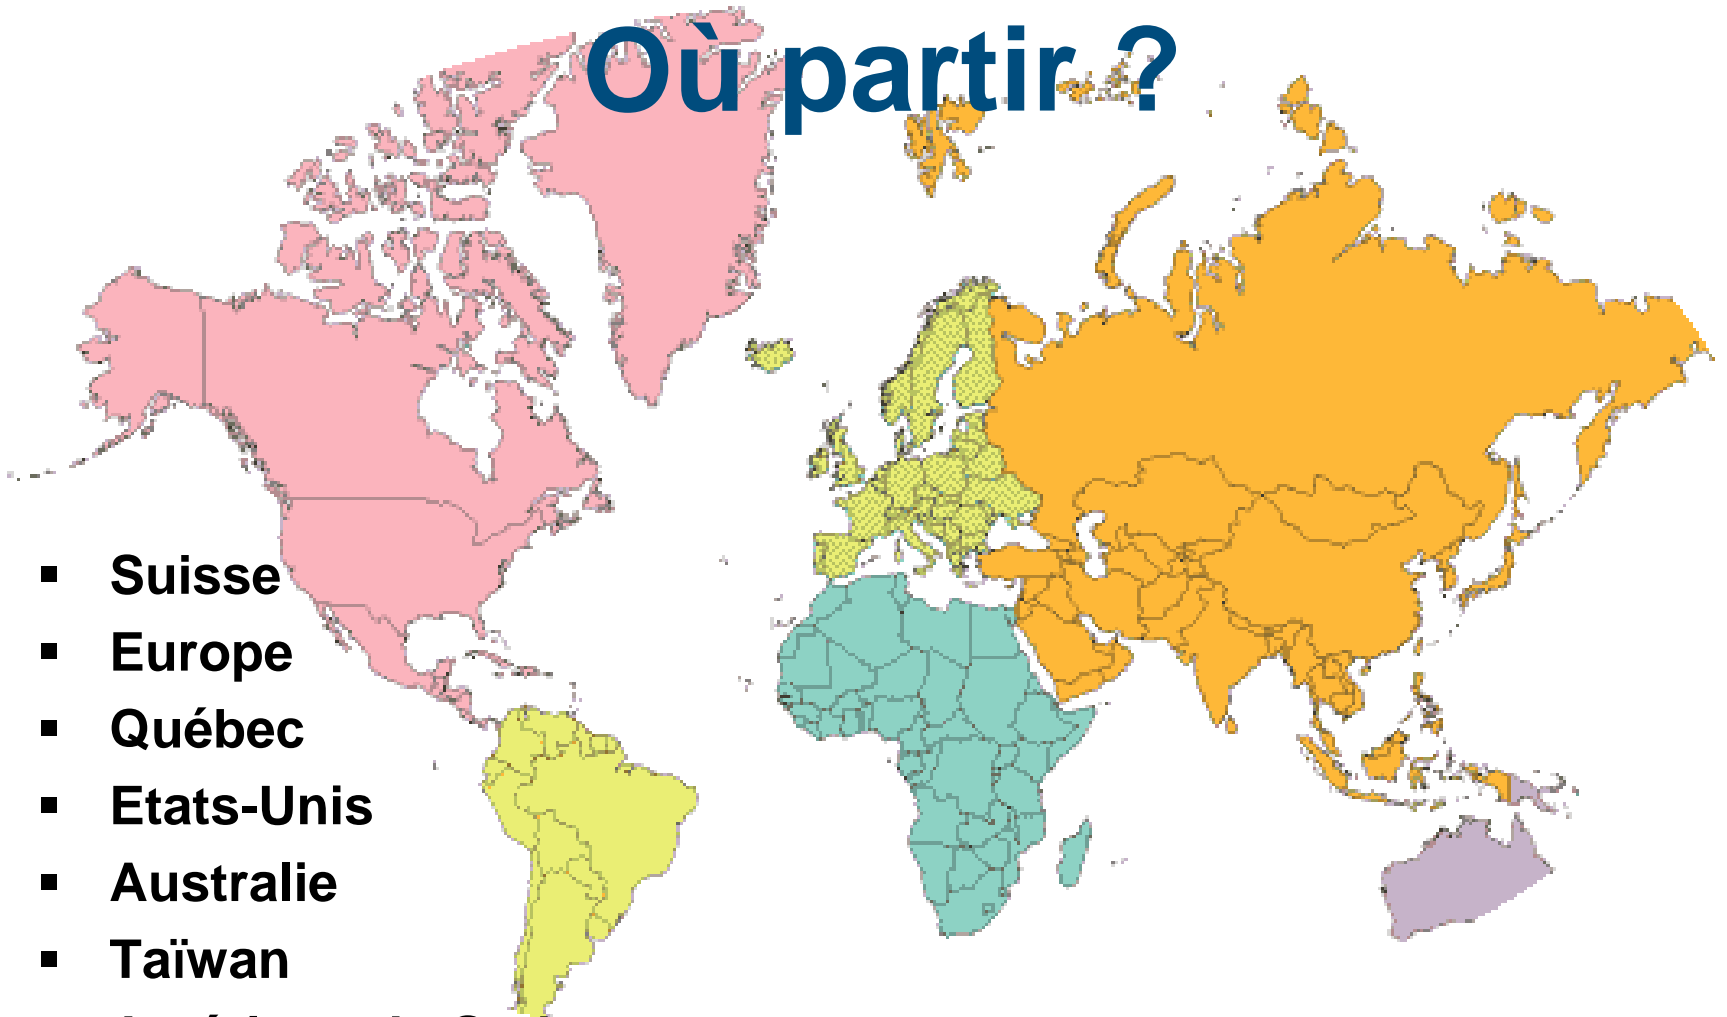 Où partir ?
▪ Suisse
▪ Europe
▪ Québec
▪ Etats-Unis
▪ Australie
▪ Taïwan